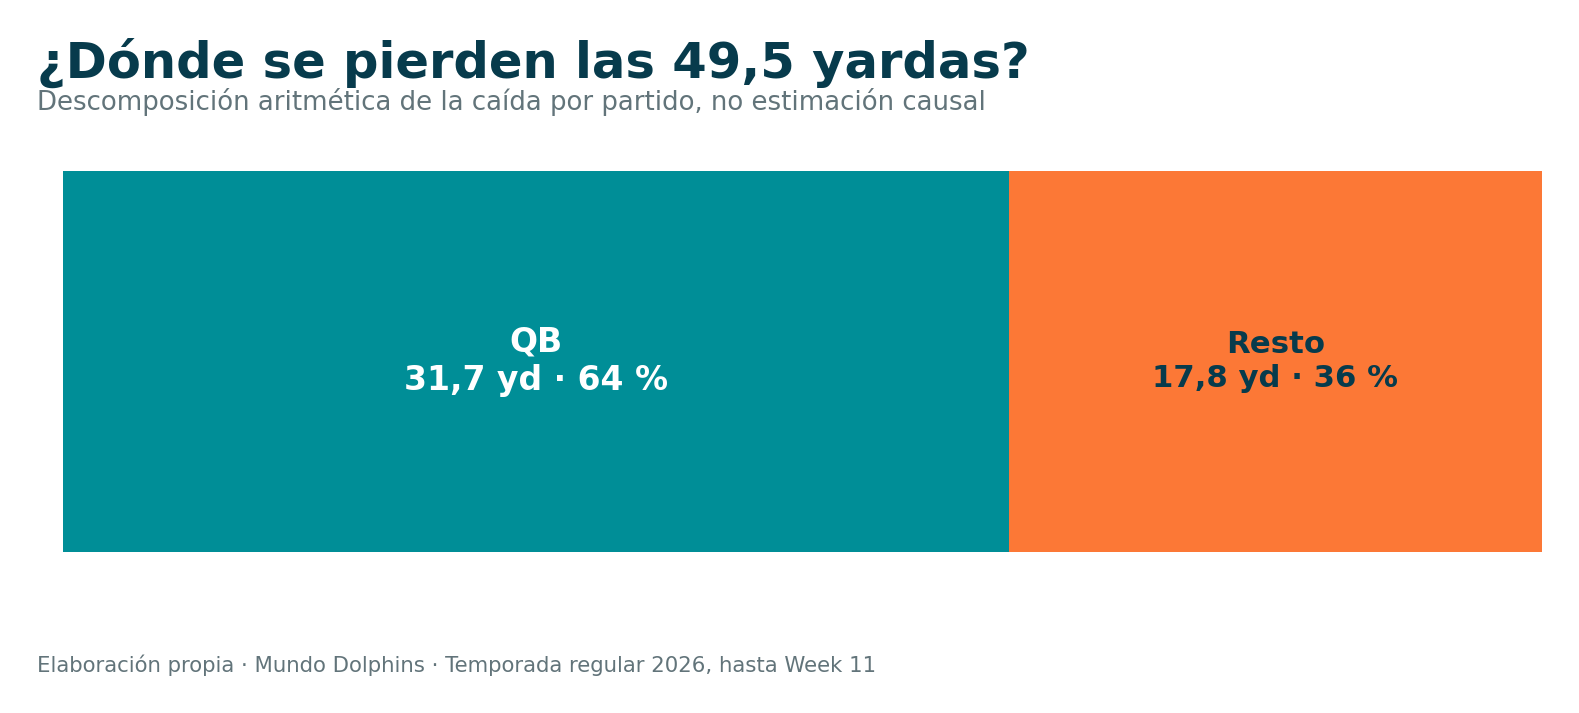 ¿Dónde se pierden las 49,5 yardas?
Descomposición aritmética de la caída por partido, no estimación causal
QB
31,7 yd · 64 %
Resto
17,8 yd · 36 %
Elaboración propia · Mundo Dolphins · Temporada regular 2026, hasta Week 11